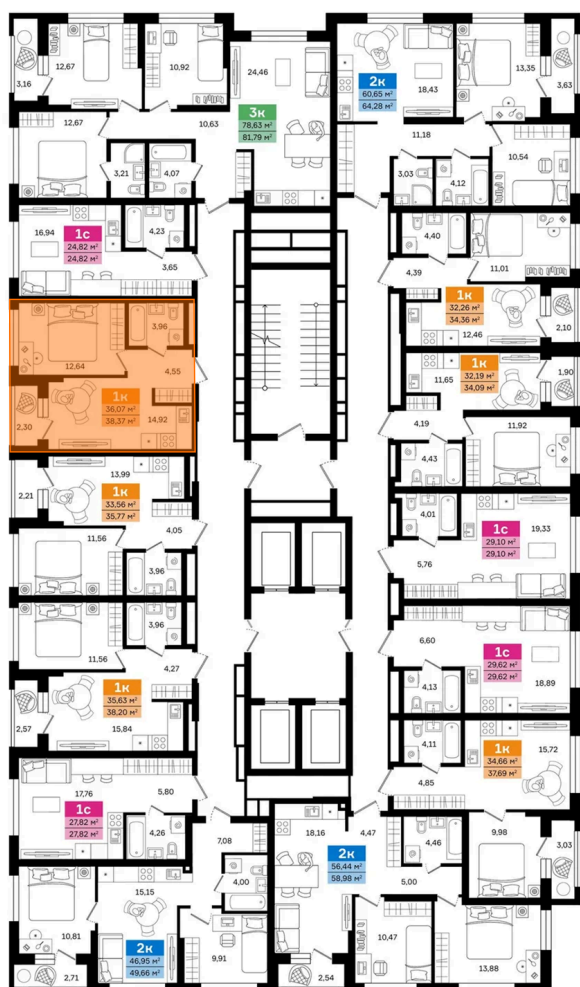 3,16
12,67
10,92
24,46
3к
78,63 м²
81,79 м²
12,67
10,63
3,21
4,07
2к
60,65 м²
64,28 м²
18,43
13,35
3,63
11,18
10,54
3,03
4,12
16,94
1с
24,82 м²
24,82 м²
4,23
3,65
4,40
11,01
4,39
1к
32,26 м²
34,36 м²
12,46
2,10
12,64
3,96
4,55
1к
36,07 м²
38,37 м²
14,92
2,30
1к
32,19 м²
34,09 м²
11,65
1,90
4,19
11,92
4,43
13,99
2,21
1к
33,56 м²
35,77 м²
4,05
11,56
3,96
4,01
1с
29,10 м²
29,10 м²
19,33
5,76
3,96
11,56
4,27
1к
35,63 м²
38,20 м²
2,57
15,84
6,60
1с
29,62 м²
29,62 м²
4,13
18,89
4,11
1к
34,66 м²
37,69 м²
15,72
4,85
17,76
5,80
1с
27,82 м²
27,82 м²
4,26
7,08
4,00
15,15
10,81
2к
46,95 м²
49,66 м²
2,71
9,91
18,16
4,47
2к
56,44 м²
58,98 м²
4,46
5,00
9,98
3,03
10,47
2,54
13,88